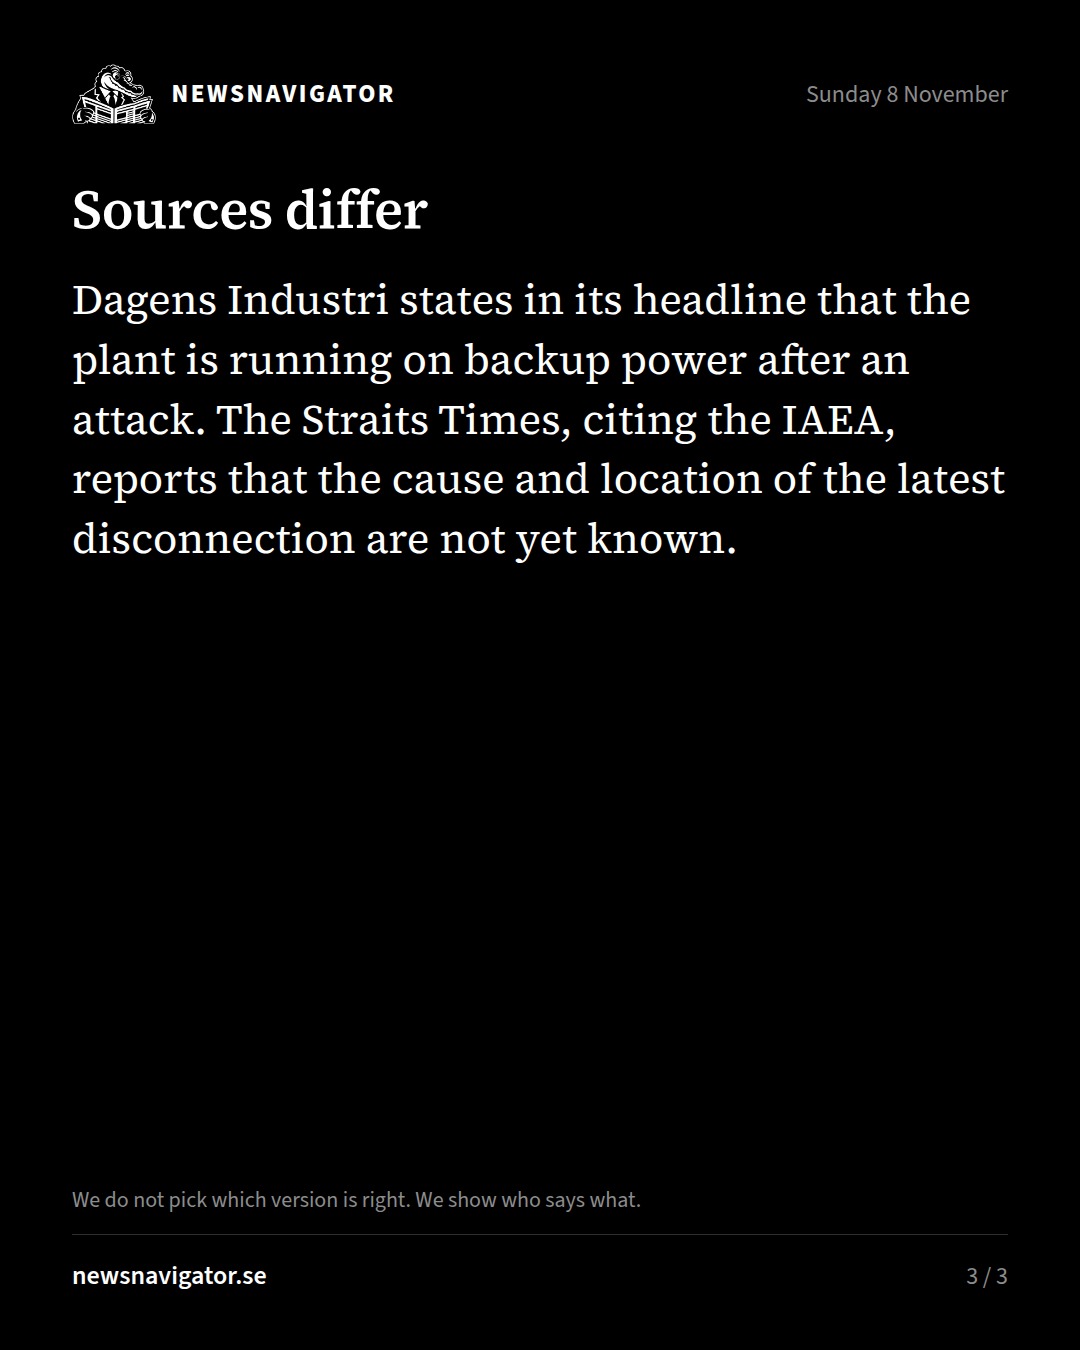 NEWSNAVIGATOR
Sunday 8 November
Sources differ
Dagens Industri states in its headline that the
plant is running on backup power after an
attack. The Straits Times, citing the IAEA,
reports that the cause and location of the latest
disconnection are not yet known.
We do not pick which version is right. We show who says what.
newsnavigator.se
3 / 3